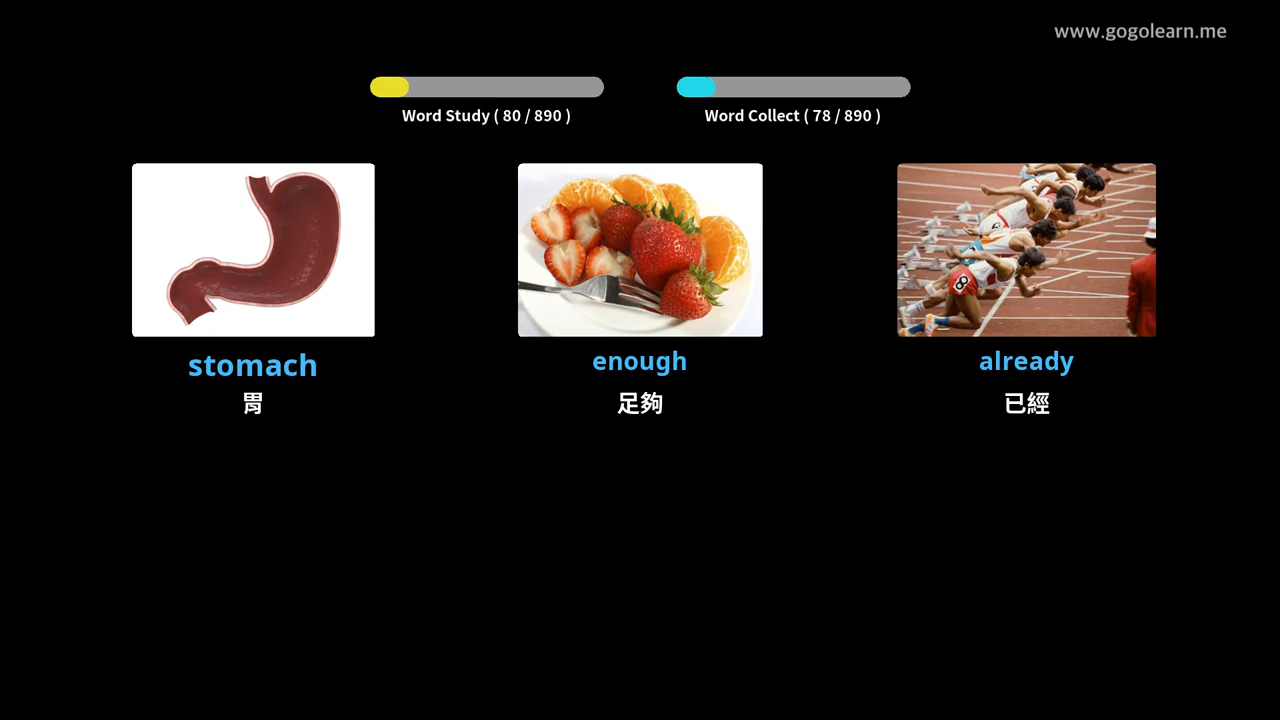 www.gogolearn.me
Word Study ( 80 / 890 )
Word Collect ( 78 / 890 )
stomach
胃
enough
足夠
already
已經
8